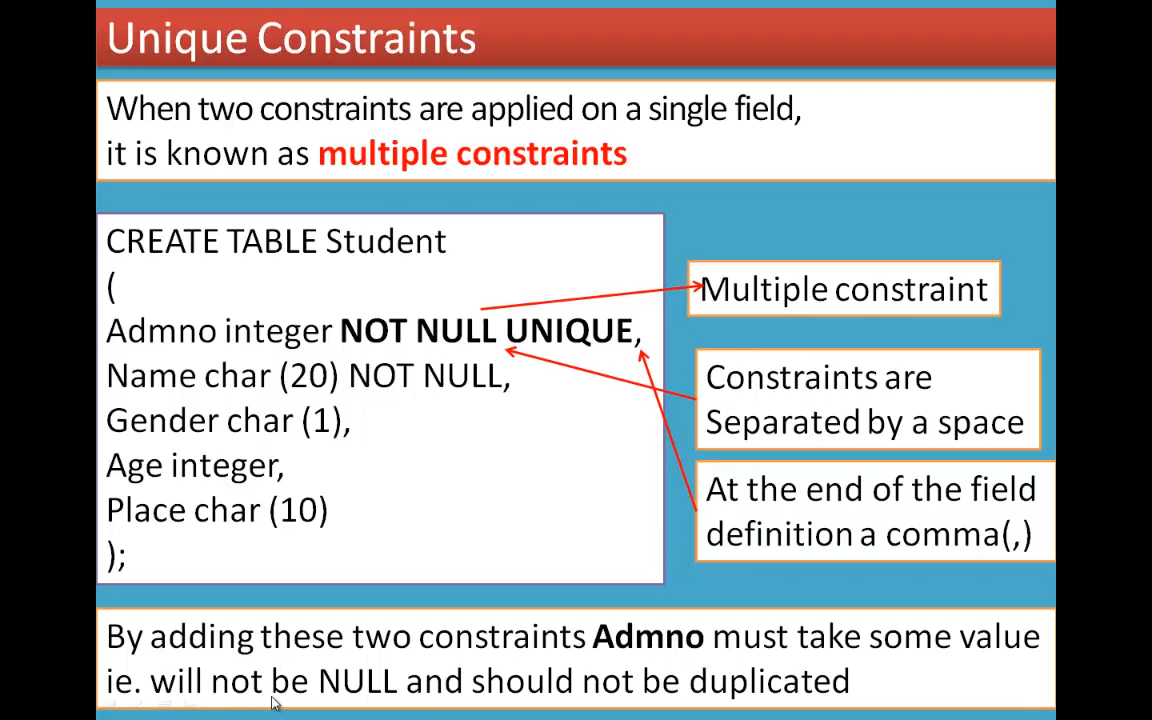 Unique Constraints
When two constraints are applied on a single field,
it is known as multiple constraints
CREATE TABLE Student
(
Admno integer NOT NULL UNIQUE,
Name char (20) NOT NULL,
Gender char (1),
Age integer,
Place char (10)
);
Multiple constraint
Constraints are
Separated by a space
At the end of the field
definition a comma(,)
By adding these two constraints Admno must take some value
ie. will not be NULL and should not be duplicated